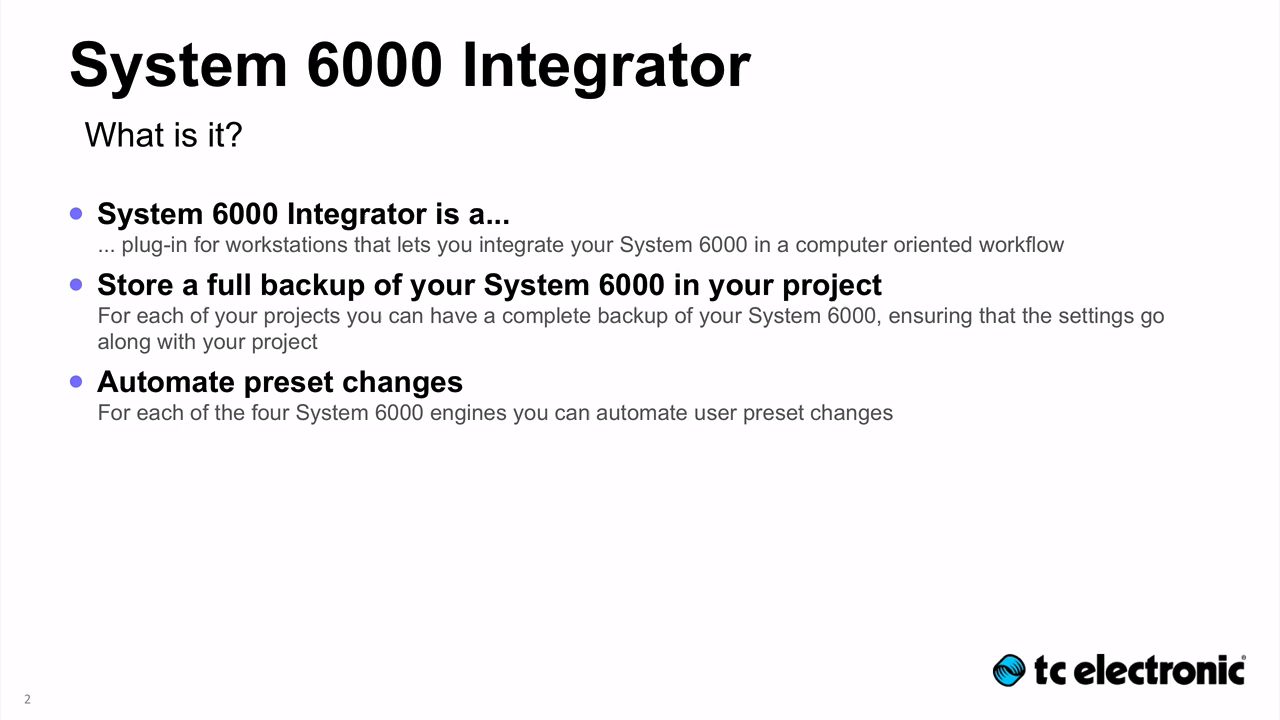 System 6000 Integrator
What is it?
• System 6000 Integrator is a...
... plug-in for workstations that lets you integrate your System 6000 in a computer oriented workflow
• Store a full backup of your System 6000 in your project
For each of your projects you can have a complete backup of your System 6000, ensuring that the settings go
along with your project
• Automate preset changes
For each of the four System 6000 engines you can automate user preset changes
tc electronic®
2